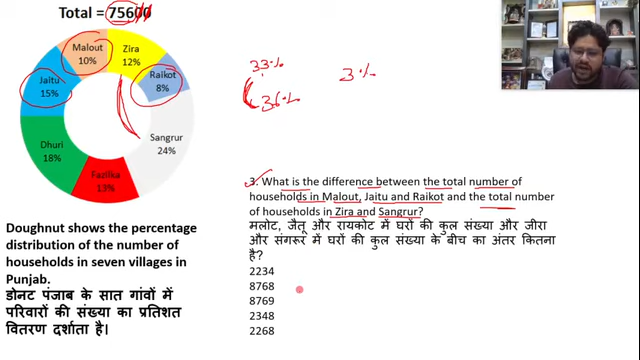 Total = 75600
Malout
10%
Zira
12%
Raikot
8%
Jaitu
15%
Dhuri
18%
Fazilka
13%
Sangrur
24%
33%
36%
3%
3. What is the difference between the total number of
households in Malout, Jaitu and Raikot and the total number
of households in Zira and Sangrur?
मलोट, जैतू और रायकोट में घरों की कुल संख्या और जीरा
और संगरूर में घरों की कुल संख्या के बीच का अंतर कितना
है?
2234
8768
8769
2348
2268
Doughnut shows the percentage
distribution of the number of
households in seven villages in
Punjab.
डोनट पंजाब के सात गांवों में
परिवारों की संख्या का प्रतिशत
वितरण दर्शाता है।